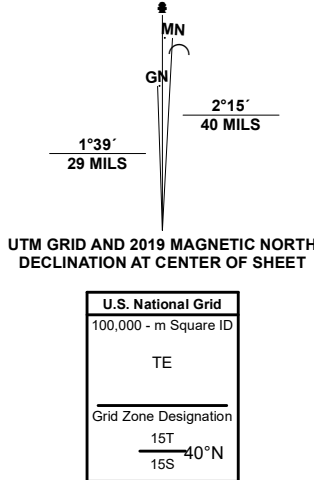 MN
GN
2°15´
40 MILS
1°39´
29 MILS
UTM GRID AND 2019 MAGNETIC NORTH
DECLINATION AT CENTER OF SHEET
U.S. National Grid
100,000 - m Square ID
TE
Grid Zone Designation
15T
40°N
15S